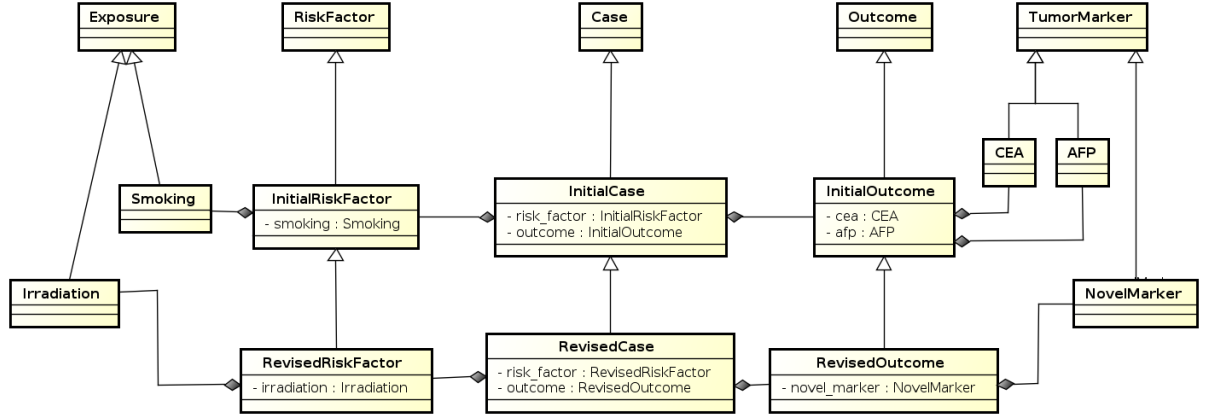 Exposure
RiskFactor
Case
Outcome
TumorMarker
CEA
AFP
Smoking
InitialRiskFactor
- smoking : Smoking
InitialCase
- risk_factor : InitialRiskFactor
- outcome : InitialOutcome
InitialOutcome
- cea : CEA
- afp : AFP
Irradiation
NovelMarker
RevisedRiskFactor
- irradiation : Irradiation
RevisedCase
- risk_factor : RevisedRiskFactor
- outcome : RevisedOutcome
RevisedOutcome
- novel_marker : NovelMarker